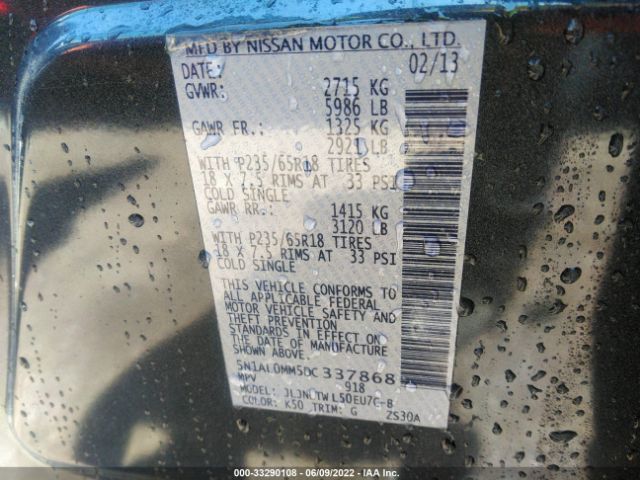 MFD BY NISSAN MOTOR CO., LTD.
DATE: 02/13
GVWR: 2715 KG
5986 LB
GAWR FR.: 1325 KG
2921 LB
WITH P235/65R18 TIRES
18 X 7.5 RIMS AT 33 PSI
COLD SINGLE
GAWR RR.: 1415 KG
3120 LB
WITH P235/65R18 TIRES
18 X 7.5 RIMS AT 33 PSI
COLD SINGLE
THIS VEHICLE CONFORMS TO
ALL APPLICABLE FEDERAL
MOTOR VEHICLE SAFETY AND
THEFT PREVENTION
STANDARDS IN EFFECT ON
THE DATE OF MANUFACTURE
SHOWN ABOVE.
5N1AL0MM5DC337868
MPV 918
MODEL: L50EU7C-B
COLOR: K50 TRIM: G ZS30A
000-33290108 - 06/09/2022 - IAA Inc.